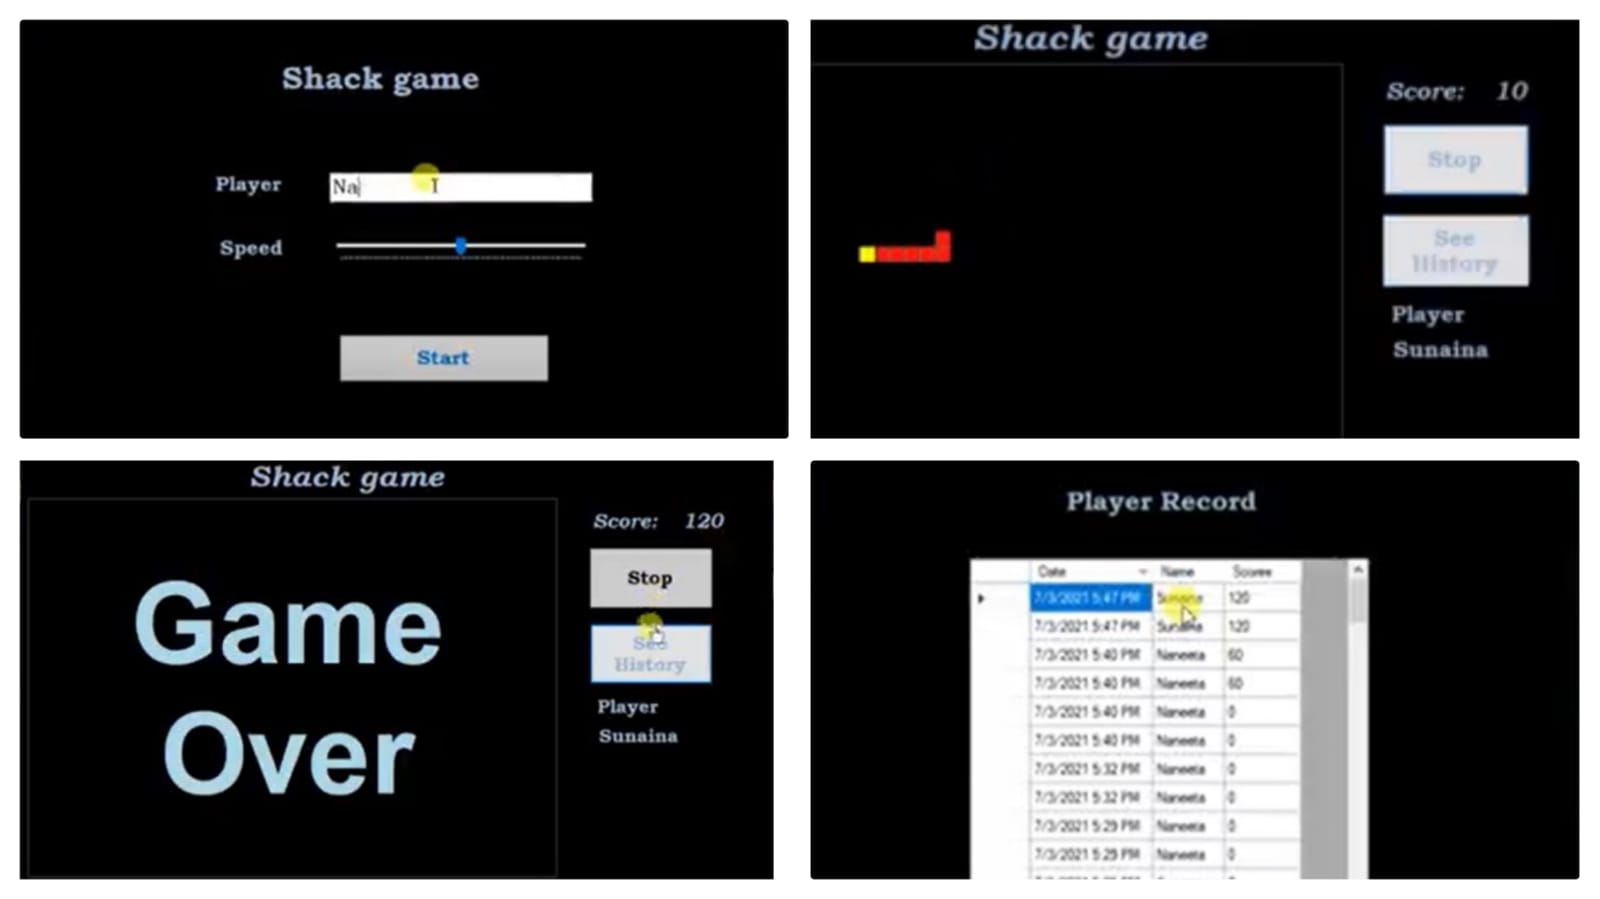 Shack game
Player Na
Speed
Start
Shack game
Score: 10
Stop
See
History
Player
Sunaina
Shack game
Game
Over
Score: 120
Stop
See
History
Player
Sunaina
Player Record
Date Name Scores
7/3/2021 5:47 PM Sunaina 120
7/3/2021 5:47 PM Sunaina 120
7/3/2021 5:40 PM Naneeta 60
7/3/2021 5:40 PM Naneeta 60
7/3/2021 5:40 PM Naneeta 0
7/3/2021 5:40 PM Naneeta 0
7/3/2021 5:32 PM Naneeta 0
7/3/2021 5:32 PM Naneeta 0
7/3/2021 5:29 PM Naneeta 0
7/3/2021 5:29 PM Naneeta 0